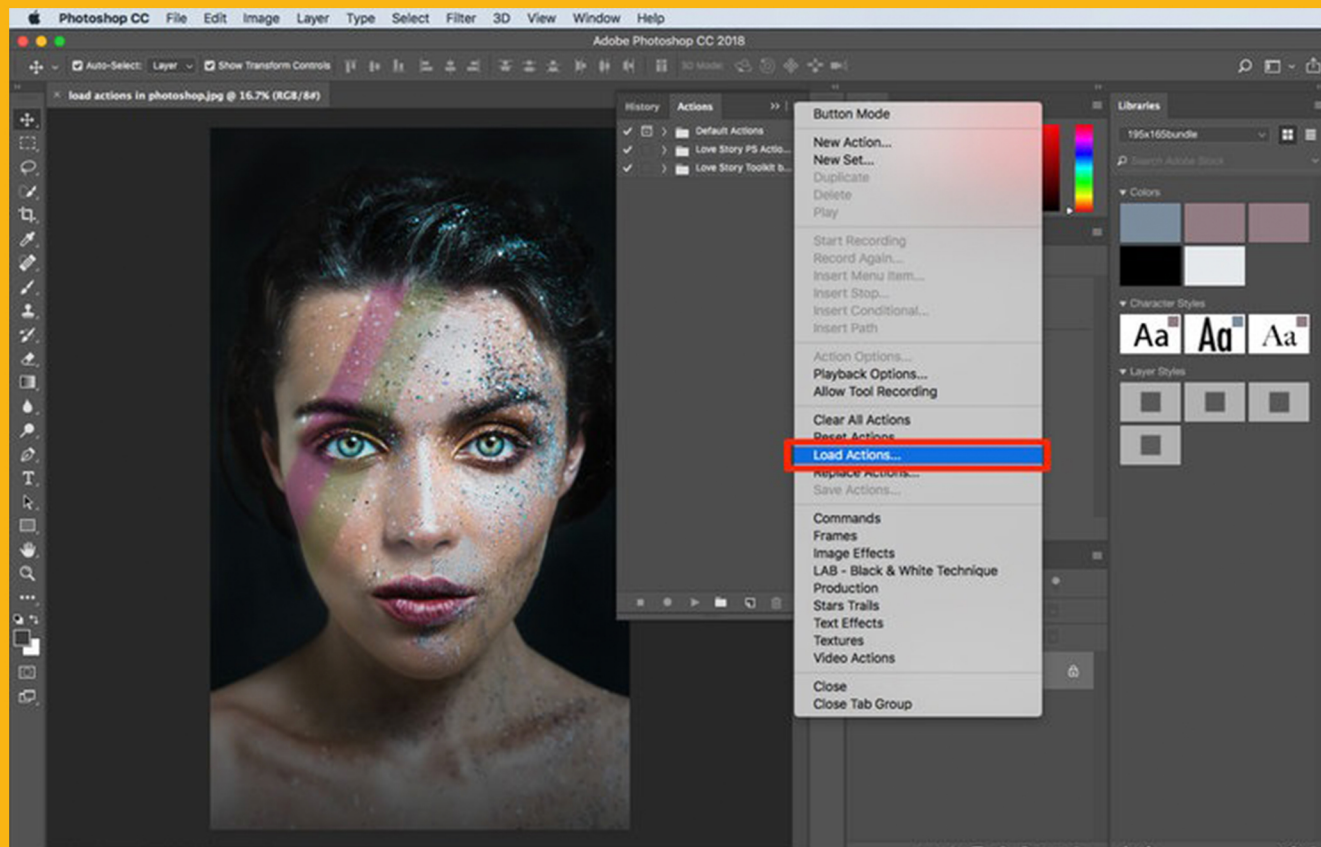 Photoshop CC File Edit Image Layer Type Select Filter 3D View Window Help
Adobe Photoshop CC 2018
Auto-Select: Layer Show Transform Controls 3D Mode:
× load actions in photoshop.jpg @ 16.7% (RGB/8#)
History Actions
Default Actions
Love Story PS Actio...
Love Story Toolkit b...
Button Mode
New Action...
New Set...
Duplicate
Delete
Play
Start Recording
Record Again...
Insert Menu Item...
Insert Stop...
Insert Conditional...
Insert Path
Action Options...
Playback Options...
Allow Tool Recording
Clear All Actions
Reset Actions
Load Actions...
Replace Actions...
Save Actions...
Commands
Frames
Image Effects
LAB - Black & White Technique
Production
Stars Trails
Text Effects
Textures
Video Actions
Close
Close Tab Group
Libraries
195x165bundle
Search Adobe Stock
Colors
Character Styles
Aa Aa Aa
Layer Styles
T